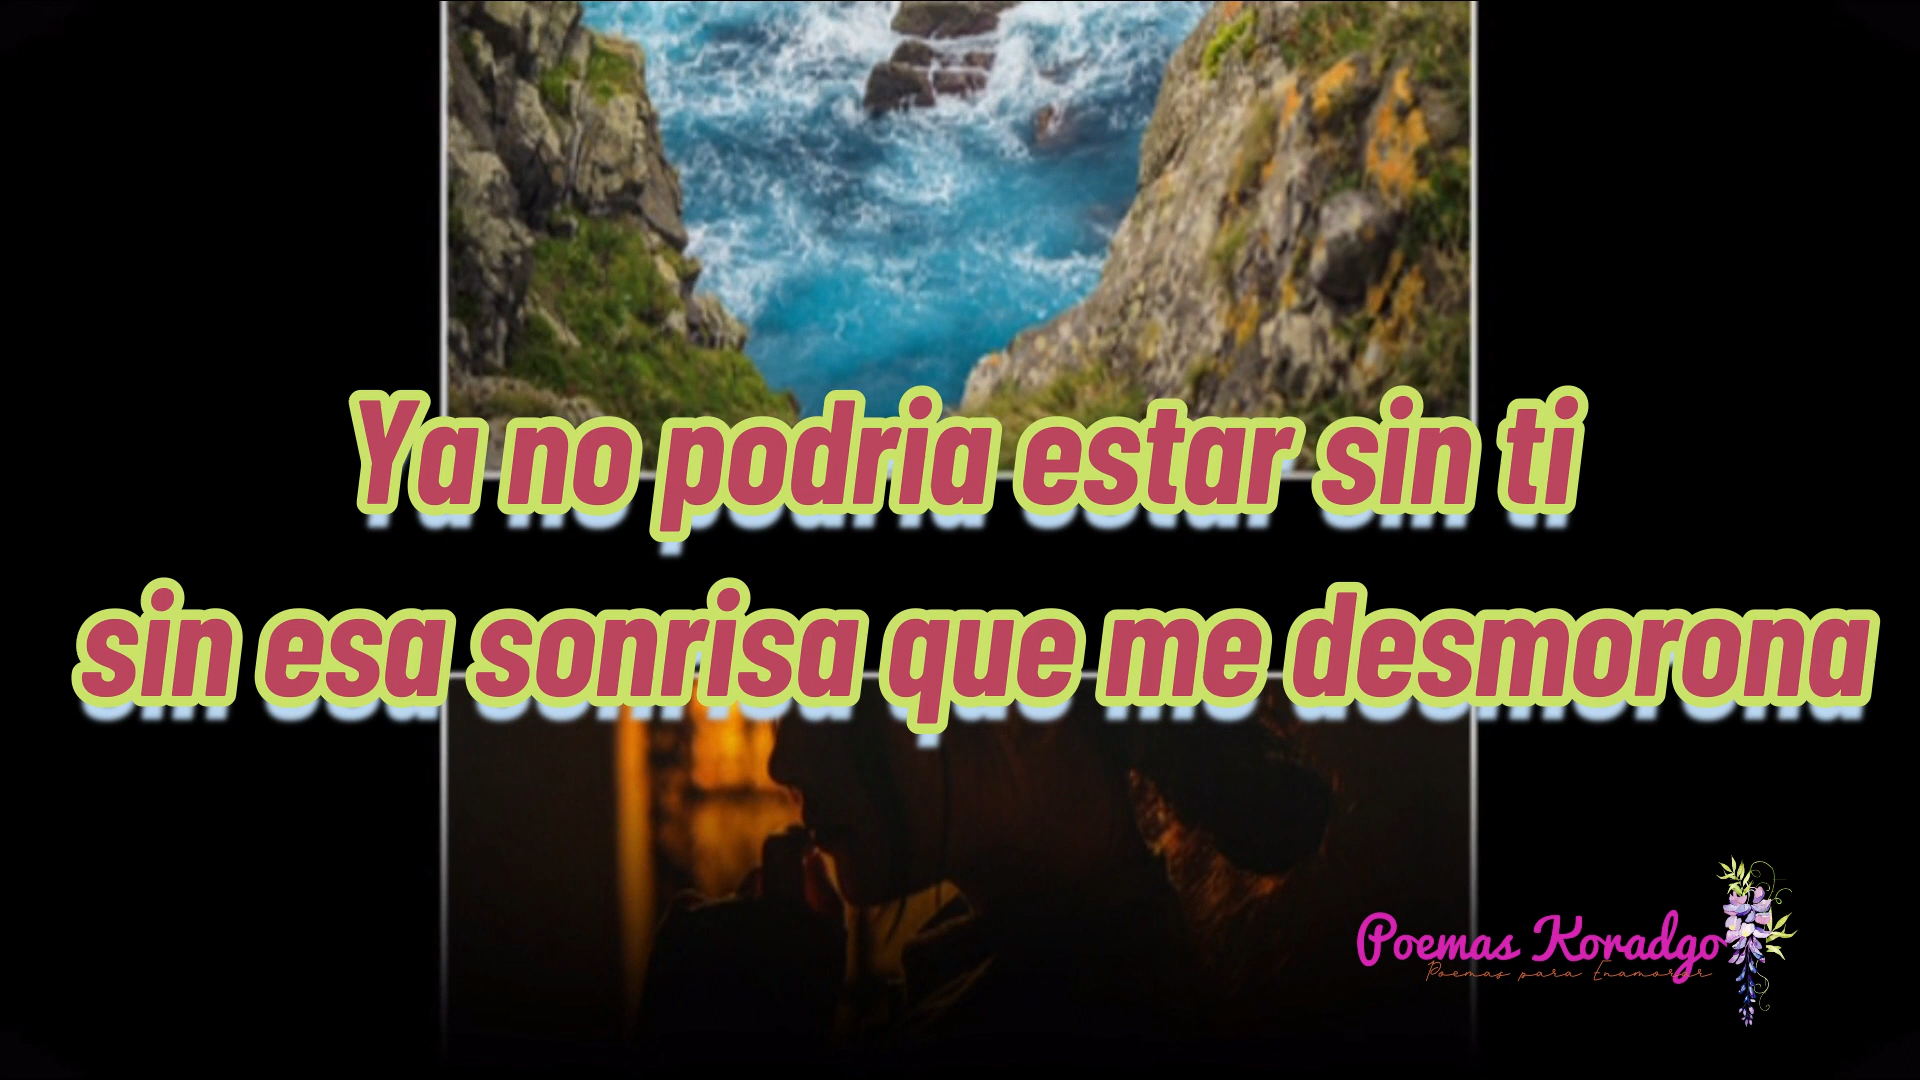 Ya no podria estar sin ti
sin esa sonrisa que me desmorona
Poemas Koradgo
Poemas para Enamorar